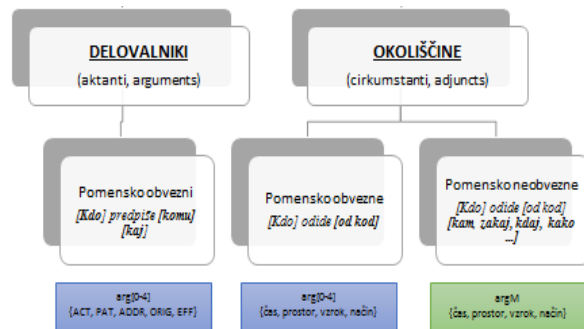 DELOVALNIKI
(aktanti, arguments)
OKOLIŠČINE
(cirkumstanti, adjuncts)
Pomensko obvezni
[Kdo] predpiše [komu]
[kaj]
Pomensko obvezne
[Kdo] odide [od kod]
Pomensko neobvezne
[Kdo] odide [od kod]
[kam, zakaj, kdaj, kako
...]
arg[0-4]
{ACT, PAT, ADDR, ORIG, EFF}
arg[0-4]
{čas, prostor, vzrok, način}
argM
{čas, prostor, vzrok, način}